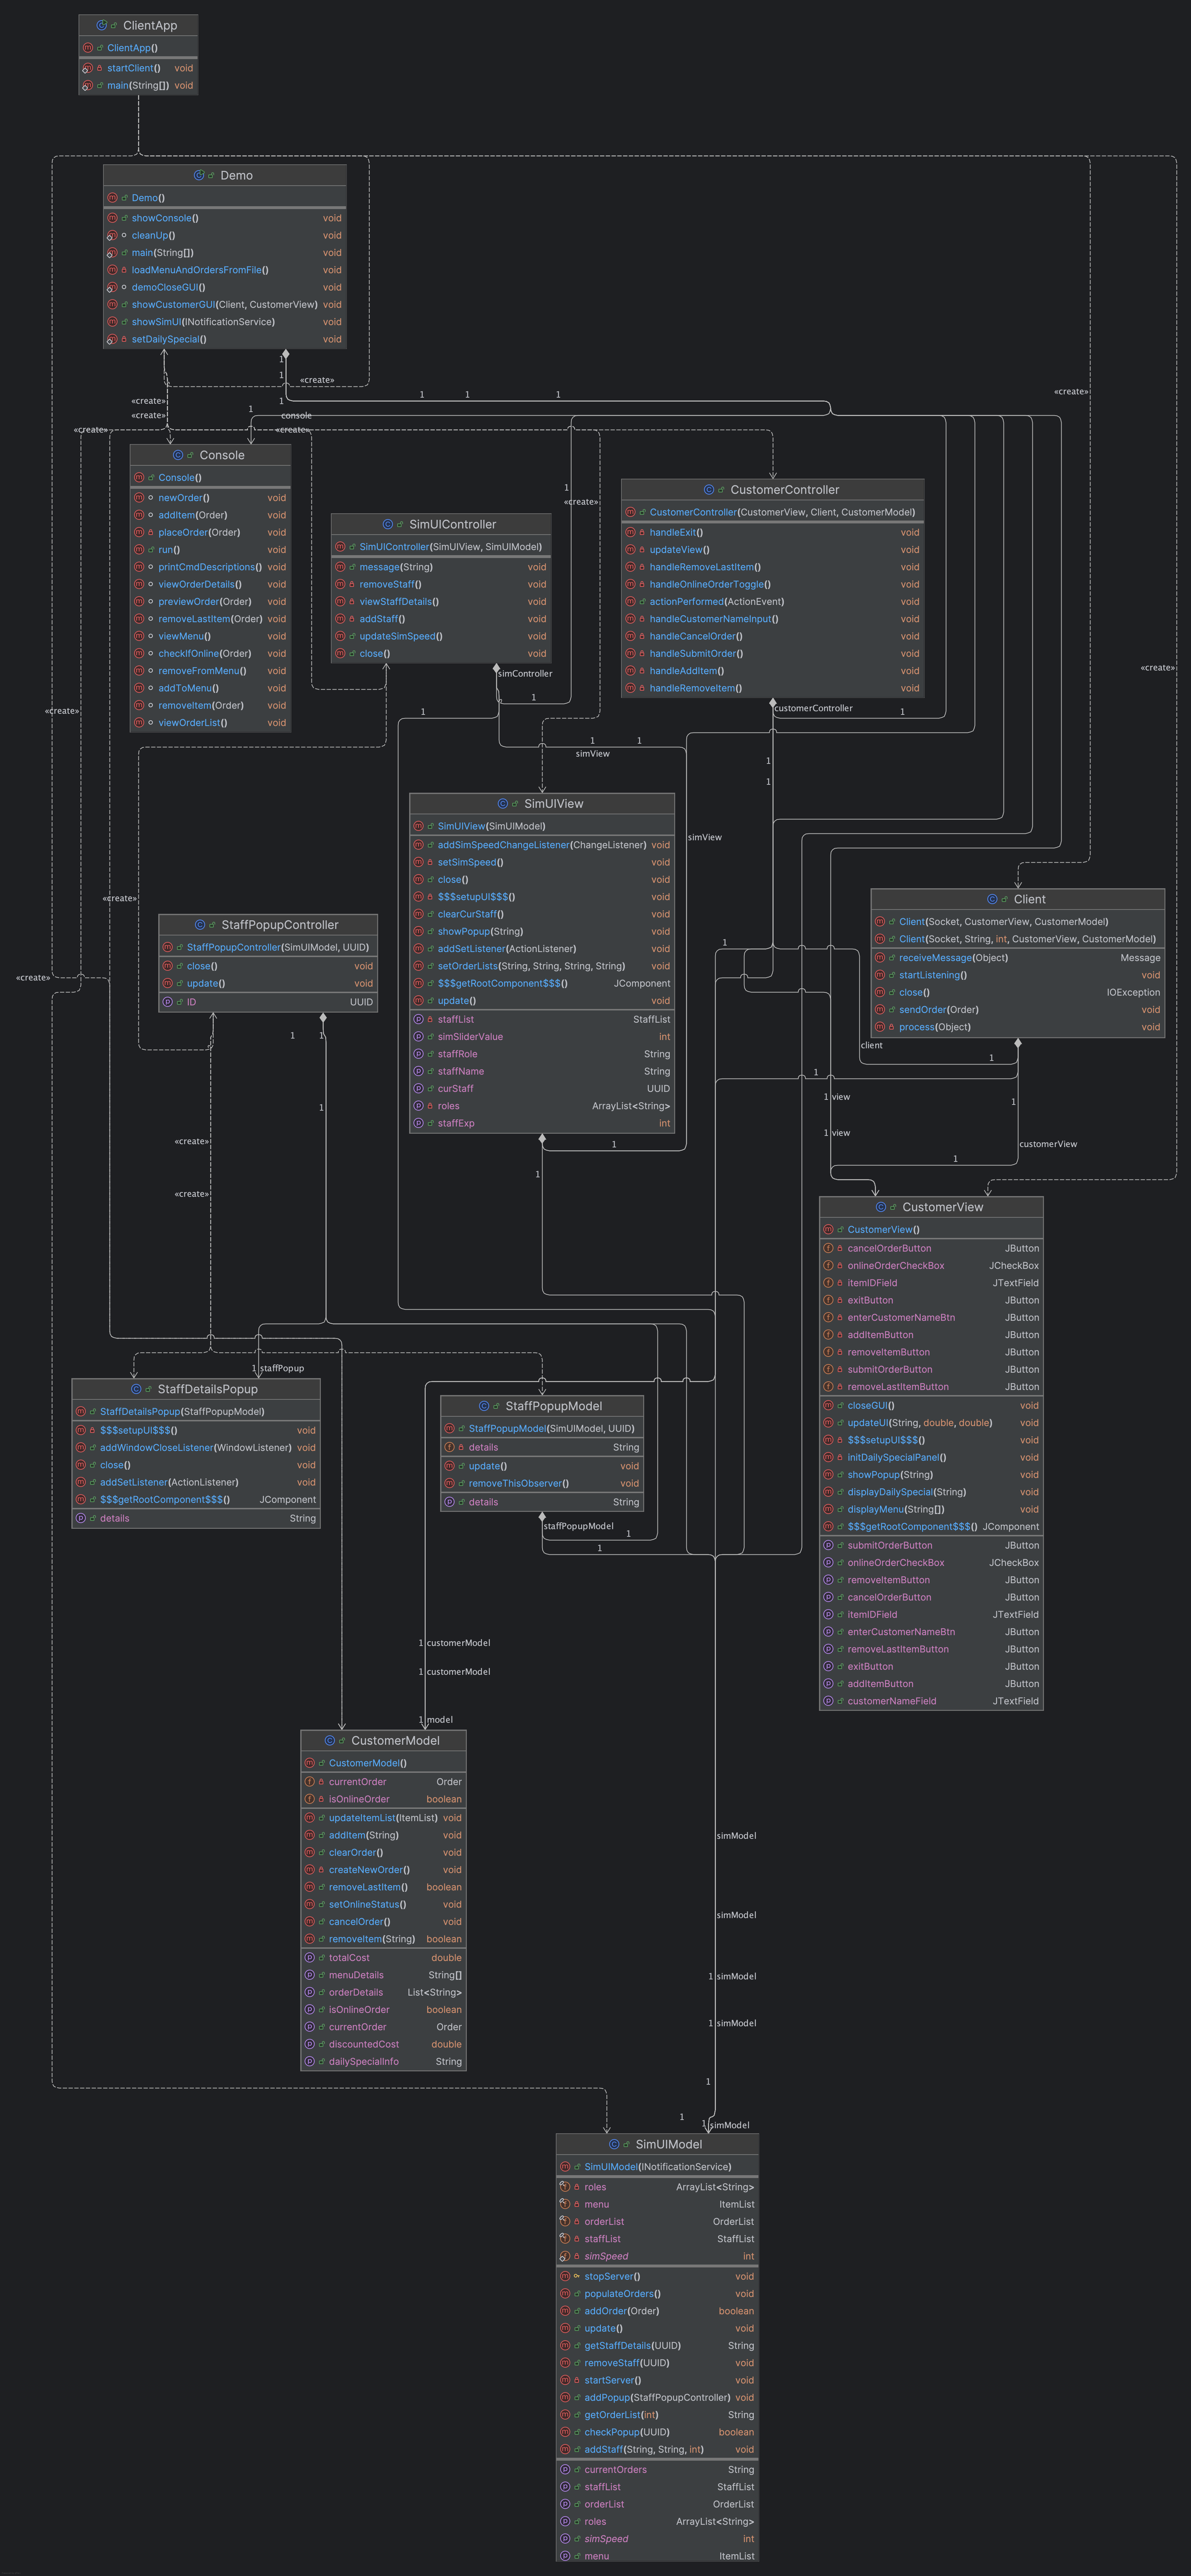 ClientApp
ClientApp()
startClient() void
main(String[]) void
Demo
Demo()
showConsole() void
cleanUp() void
main(String[]) void
loadMenuAndOrdersFromFile() void
demoCloseGUI() void
showCustomerGUI(Client, CustomerView) void
showSimUI(INotificationService) void
setDailySpecial() void
1
1
1
«create»
1 1 1
«create»
«create»
«create»
1
console
«create»
«create»
Console
Console()
newOrder() void
addItem(Order) void
placeOrder(Order) void
run() void
printCmdDescriptions() void
viewOrderDetails() void
previewOrder(Order) void
removeLastItem(Order) void
viewMenu() void
checkIfOnline(Order) void
removeFromMenu() void
addToMenu() void
removeItem(Order) void
viewOrderList() void
1
«create»
SimUIController
SimUIController(SimUIView, SimUIModel)
message(String) void
removeStaff() void
viewStaffDetails() void
addStaff() void
updateSimSpeed() void
close() void
CustomerController
CustomerController(CustomerView, Client, CustomerModel)
handleExit() void
updateView() void
handleRemoveLastItem() void
handleOnlineOrderToggle() void
actionPerformed(ActionEvent) void
handleCustomerNameInput() void
handleCancelOrder() void
handleSubmitOrder() void
handleAddItem() void
handleRemoveItem() void
«create»
«create»
simController
1
1
customerController
1
1 1
simView
1
1
SimUIView
SimUIView(SimUIModel)
addSimSpeedChangeListener(ChangeListener) void
setSimSpeed() void
close() void
$$$setupUI$$$() void
clearCurStaff() void
showPopup(String) void
addSetListener(ActionListener) void
setOrderLists(String, String, String, String) void
$$$getRootComponent$$$() JComponent
update() void
staffList StaffList
simSliderValue int
staffRole String
staffName String
curStaff UUID
roles ArrayList<String>
staffExp int
simView
«create»
StaffPopupController
StaffPopupController(SimUIModel, UUID)
close() void
update() void
ID UUID
Client
Client(Socket, CustomerView, CustomerModel)
Client(Socket, String, int, CustomerView, CustomerModel)
receiveMessage(Object) Message
startListening() void
close() IOException
sendOrder(Order) void
process(Object) void
1
«create»
1 1
client
1
1
1
1 view
1
1 view
«create»
1
customerView
1
1
«create»
CustomerView
CustomerView()
cancelOrderButton JButton
onlineOrderCheckBox JCheckBox
itemIDField JTextField
exitButton JButton
enterCustomerNameBtn JButton
addItemButton JButton
removeItemButton JButton
submitOrderButton JButton
removeLastItemButton JButton
closeGUI() void
updateUI(String, double, double) void
$$$setupUI$$$() void
initDailySpecialPanel() void
showPopup(String) void
displayDailySpecial(String) void
displayMenu(String[]) void
$$$getRootComponent$$$() JComponent
submitOrderButton JButton
onlineOrderCheckBox JCheckBox
removeItemButton JButton
cancelOrderButton JButton
itemIDField JTextField
enterCustomerNameBtn JButton
removeLastItemButton JButton
exitButton JButton
addItemButton JButton
customerNameField JTextField
1 staffPopup
StaffDetailsPopup
StaffDetailsPopup(StaffPopupModel)
$$$setupUI$$$() void
addWindowCloseListener(WindowListener) void
close() void
addSetListener(ActionListener) void
$$$getRootComponent$$$() JComponent
details String
StaffPopupModel
StaffPopupModel(SimUIModel, UUID)
details String
update() void
removeThisObserver() void
details String
staffPopupModel
1
1
1 customerModel
1 customerModel
1 model
CustomerModel
CustomerModel()
currentOrder Order
isOnlineOrder boolean
updateItemList(ItemList) void
addItem(String) void
clearOrder() void
createNewOrder() void
removeLastItem() boolean
setOnlineStatus() void
cancelOrder() void
removeItem(String) boolean
totalCost double
menuDetails String[]
orderDetails List<String>
isOnlineOrder boolean
currentOrder Order
discountedCost double
dailySpecialInfo String
simModel
simModel
1 simModel
1 simModel
1
1
1 simModel
SimUIModel
SimUIModel(INotificationService)
roles ArrayList<String>
menu ItemList
orderList OrderList
staffList StaffList
simSpeed int
stopServer() void
populateOrders() void
addOrder(Order) boolean
update() void
getStaffDetails(UUID) String
removeStaff(UUID) void
startServer() void
addPopup(StaffPopupController) void
getOrderList(int) String
checkPopup(UUID) boolean
addStaff(String, String, int) void
currentOrders String
staffList StaffList
orderList OrderList
roles ArrayList<String>
simSpeed int
menu ItemList